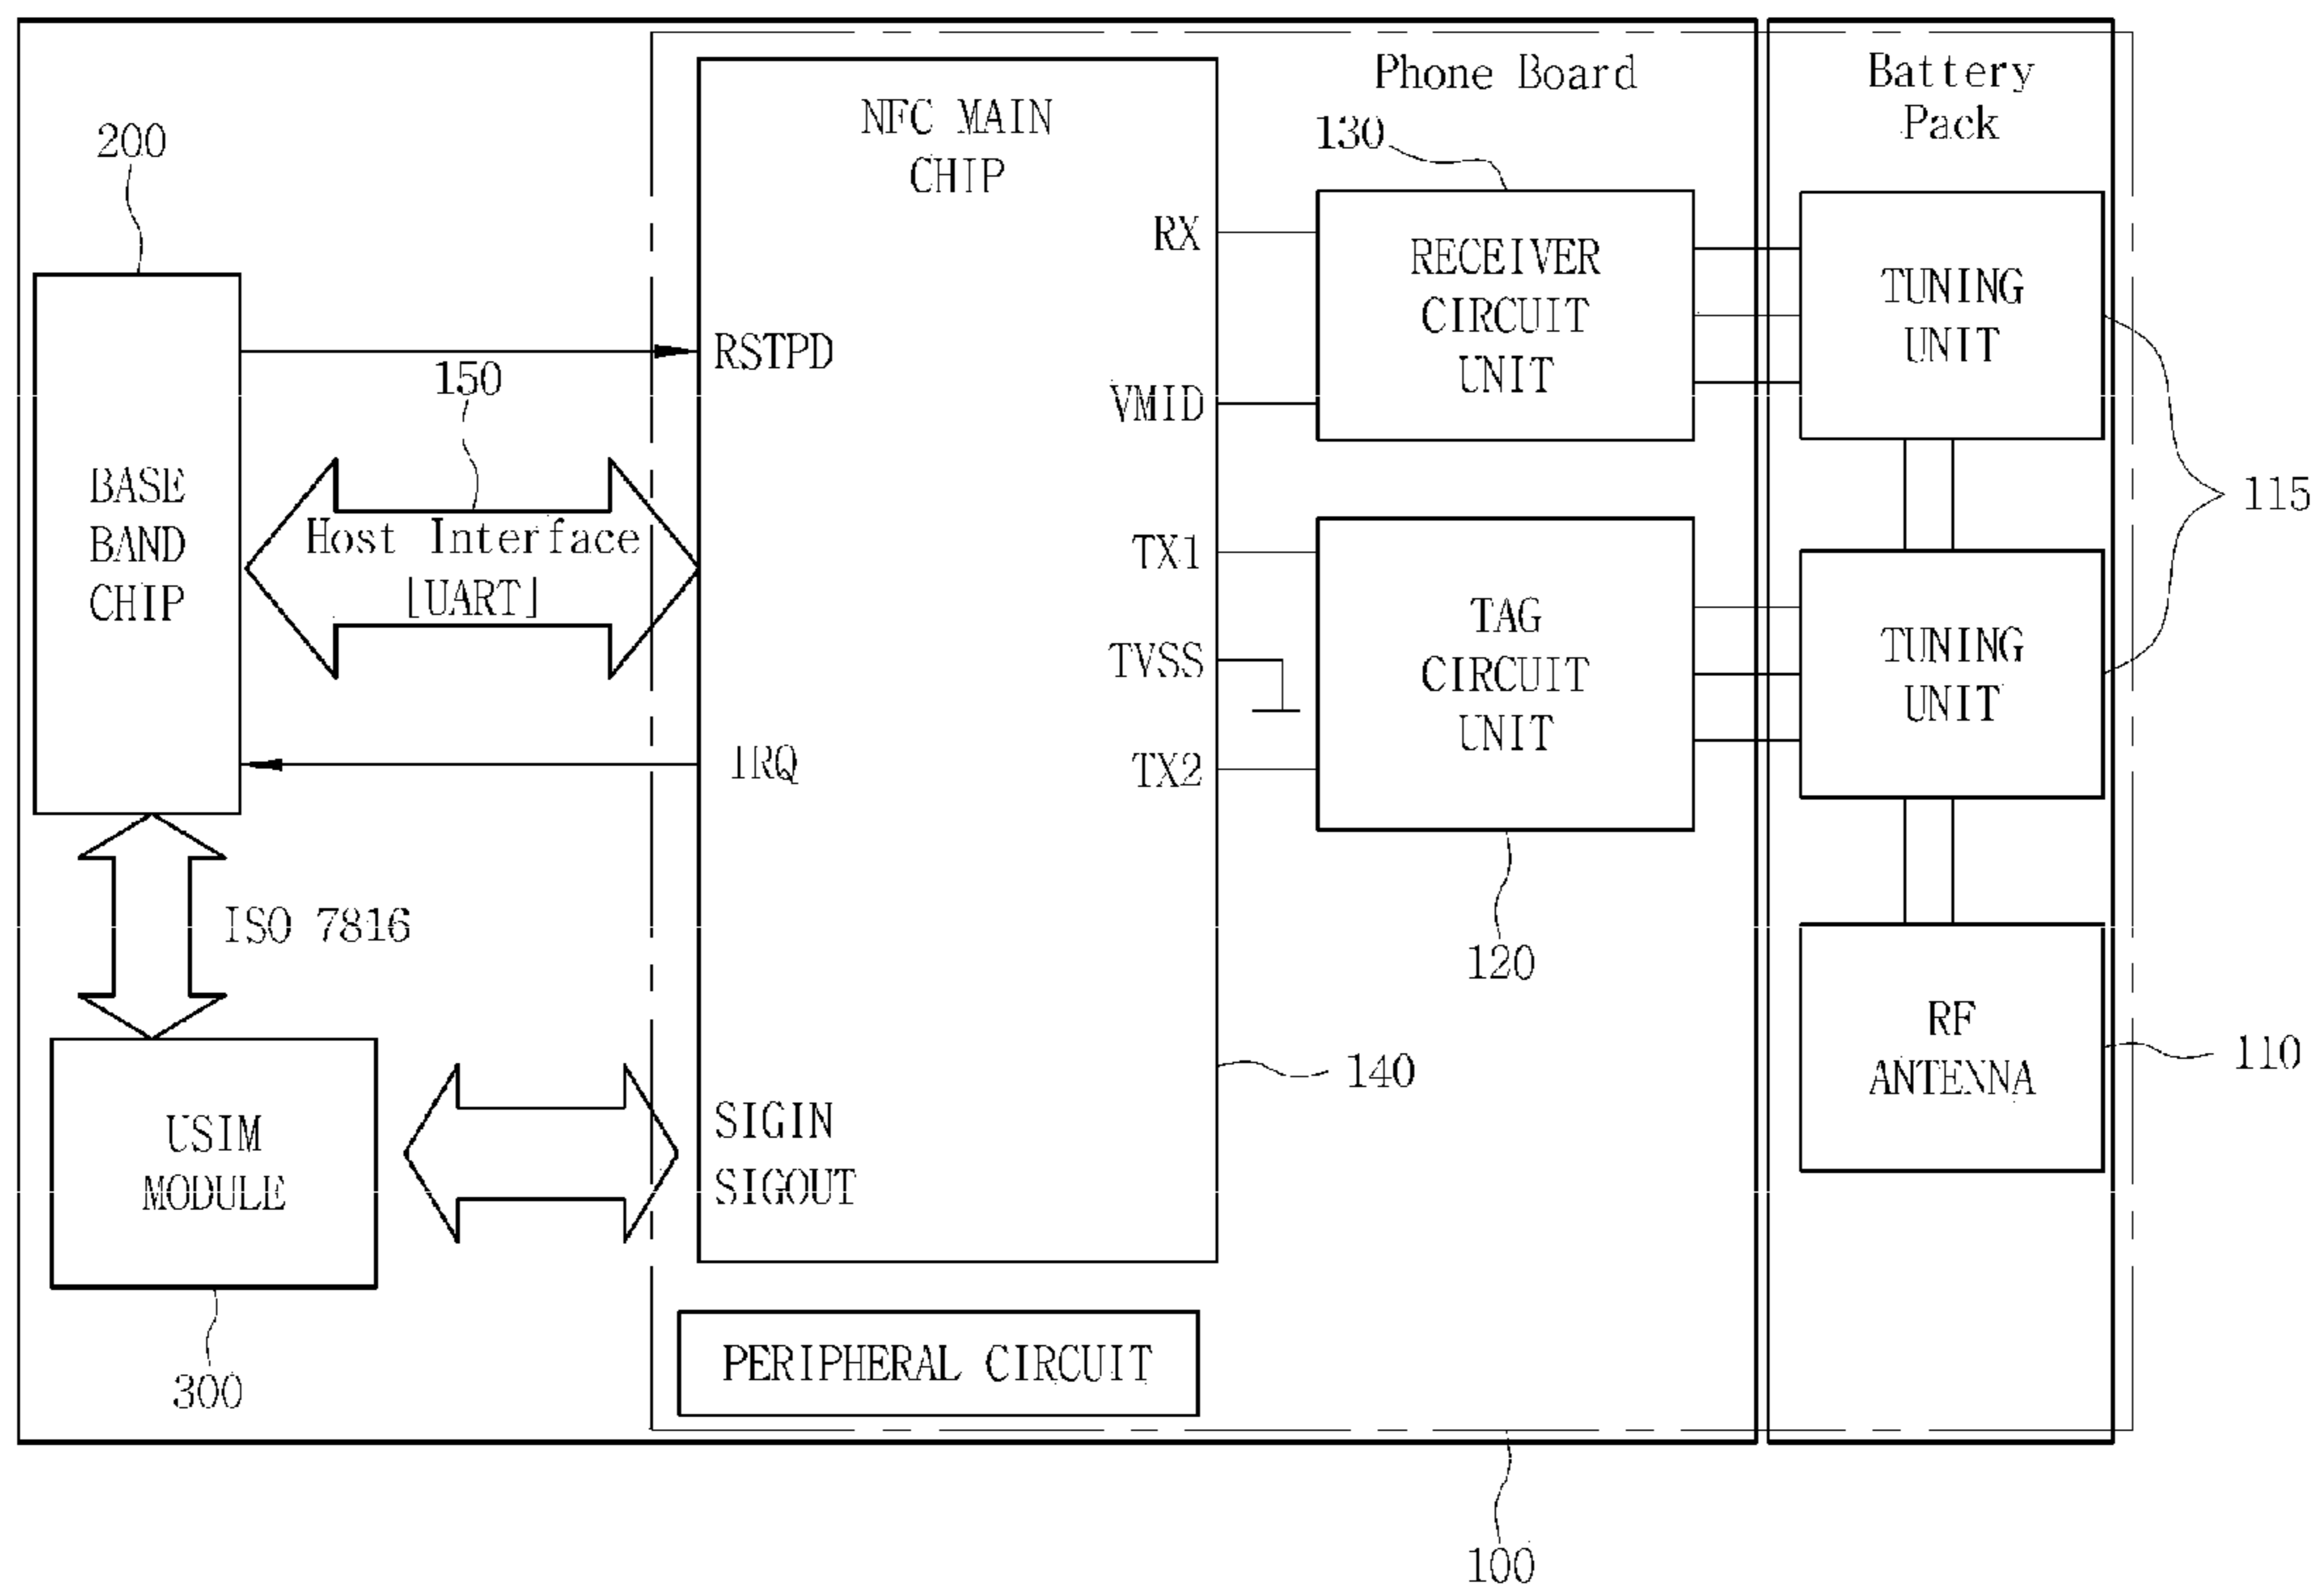 Phone Board
Battery
Pack
NFC MAIN
CHIP
200
130
RX
RECEIVER
CIRCUIT
UNIT
TUNING
UNIT
RSTPD
150
VMID
BASE
BAND
CHIP
Host Interface
[UART]
115
TX1
TVSS
TX2
TAG
CIRCUIT
UNIT
TUNING
UNIT
IRQ
ISO 7816
120
RF
ANTENNA
110
140
USIM
MODULE
SIGIN
SIGOUT
300
PERIPHERAL CIRCUIT
100